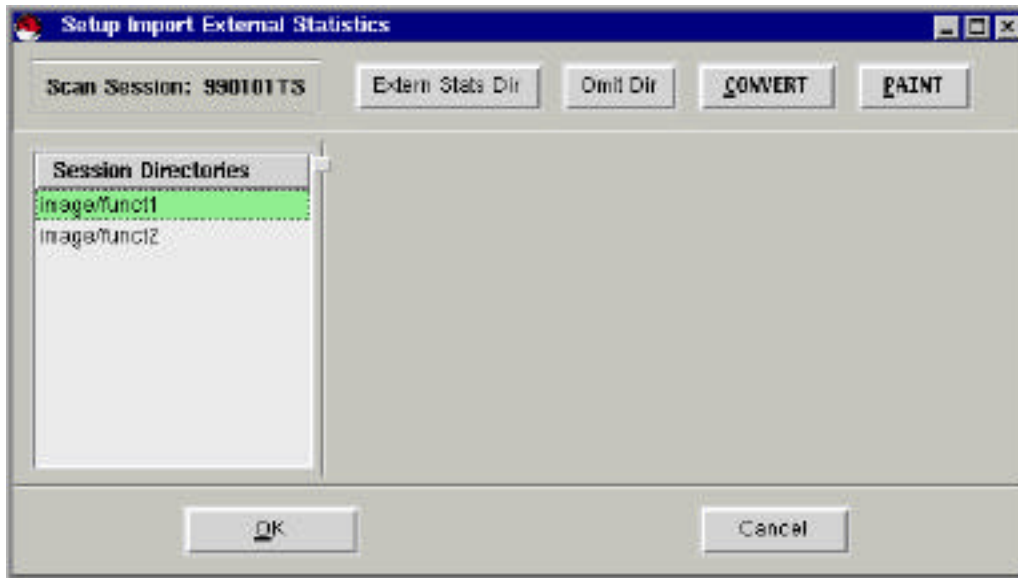 Setup Import External Statistics
Scan Session: 990101TS Extern Stats Dir Omit Dir CONVERT PAINT
Session Directories
image/funct1
image/funct2
OK Cancel